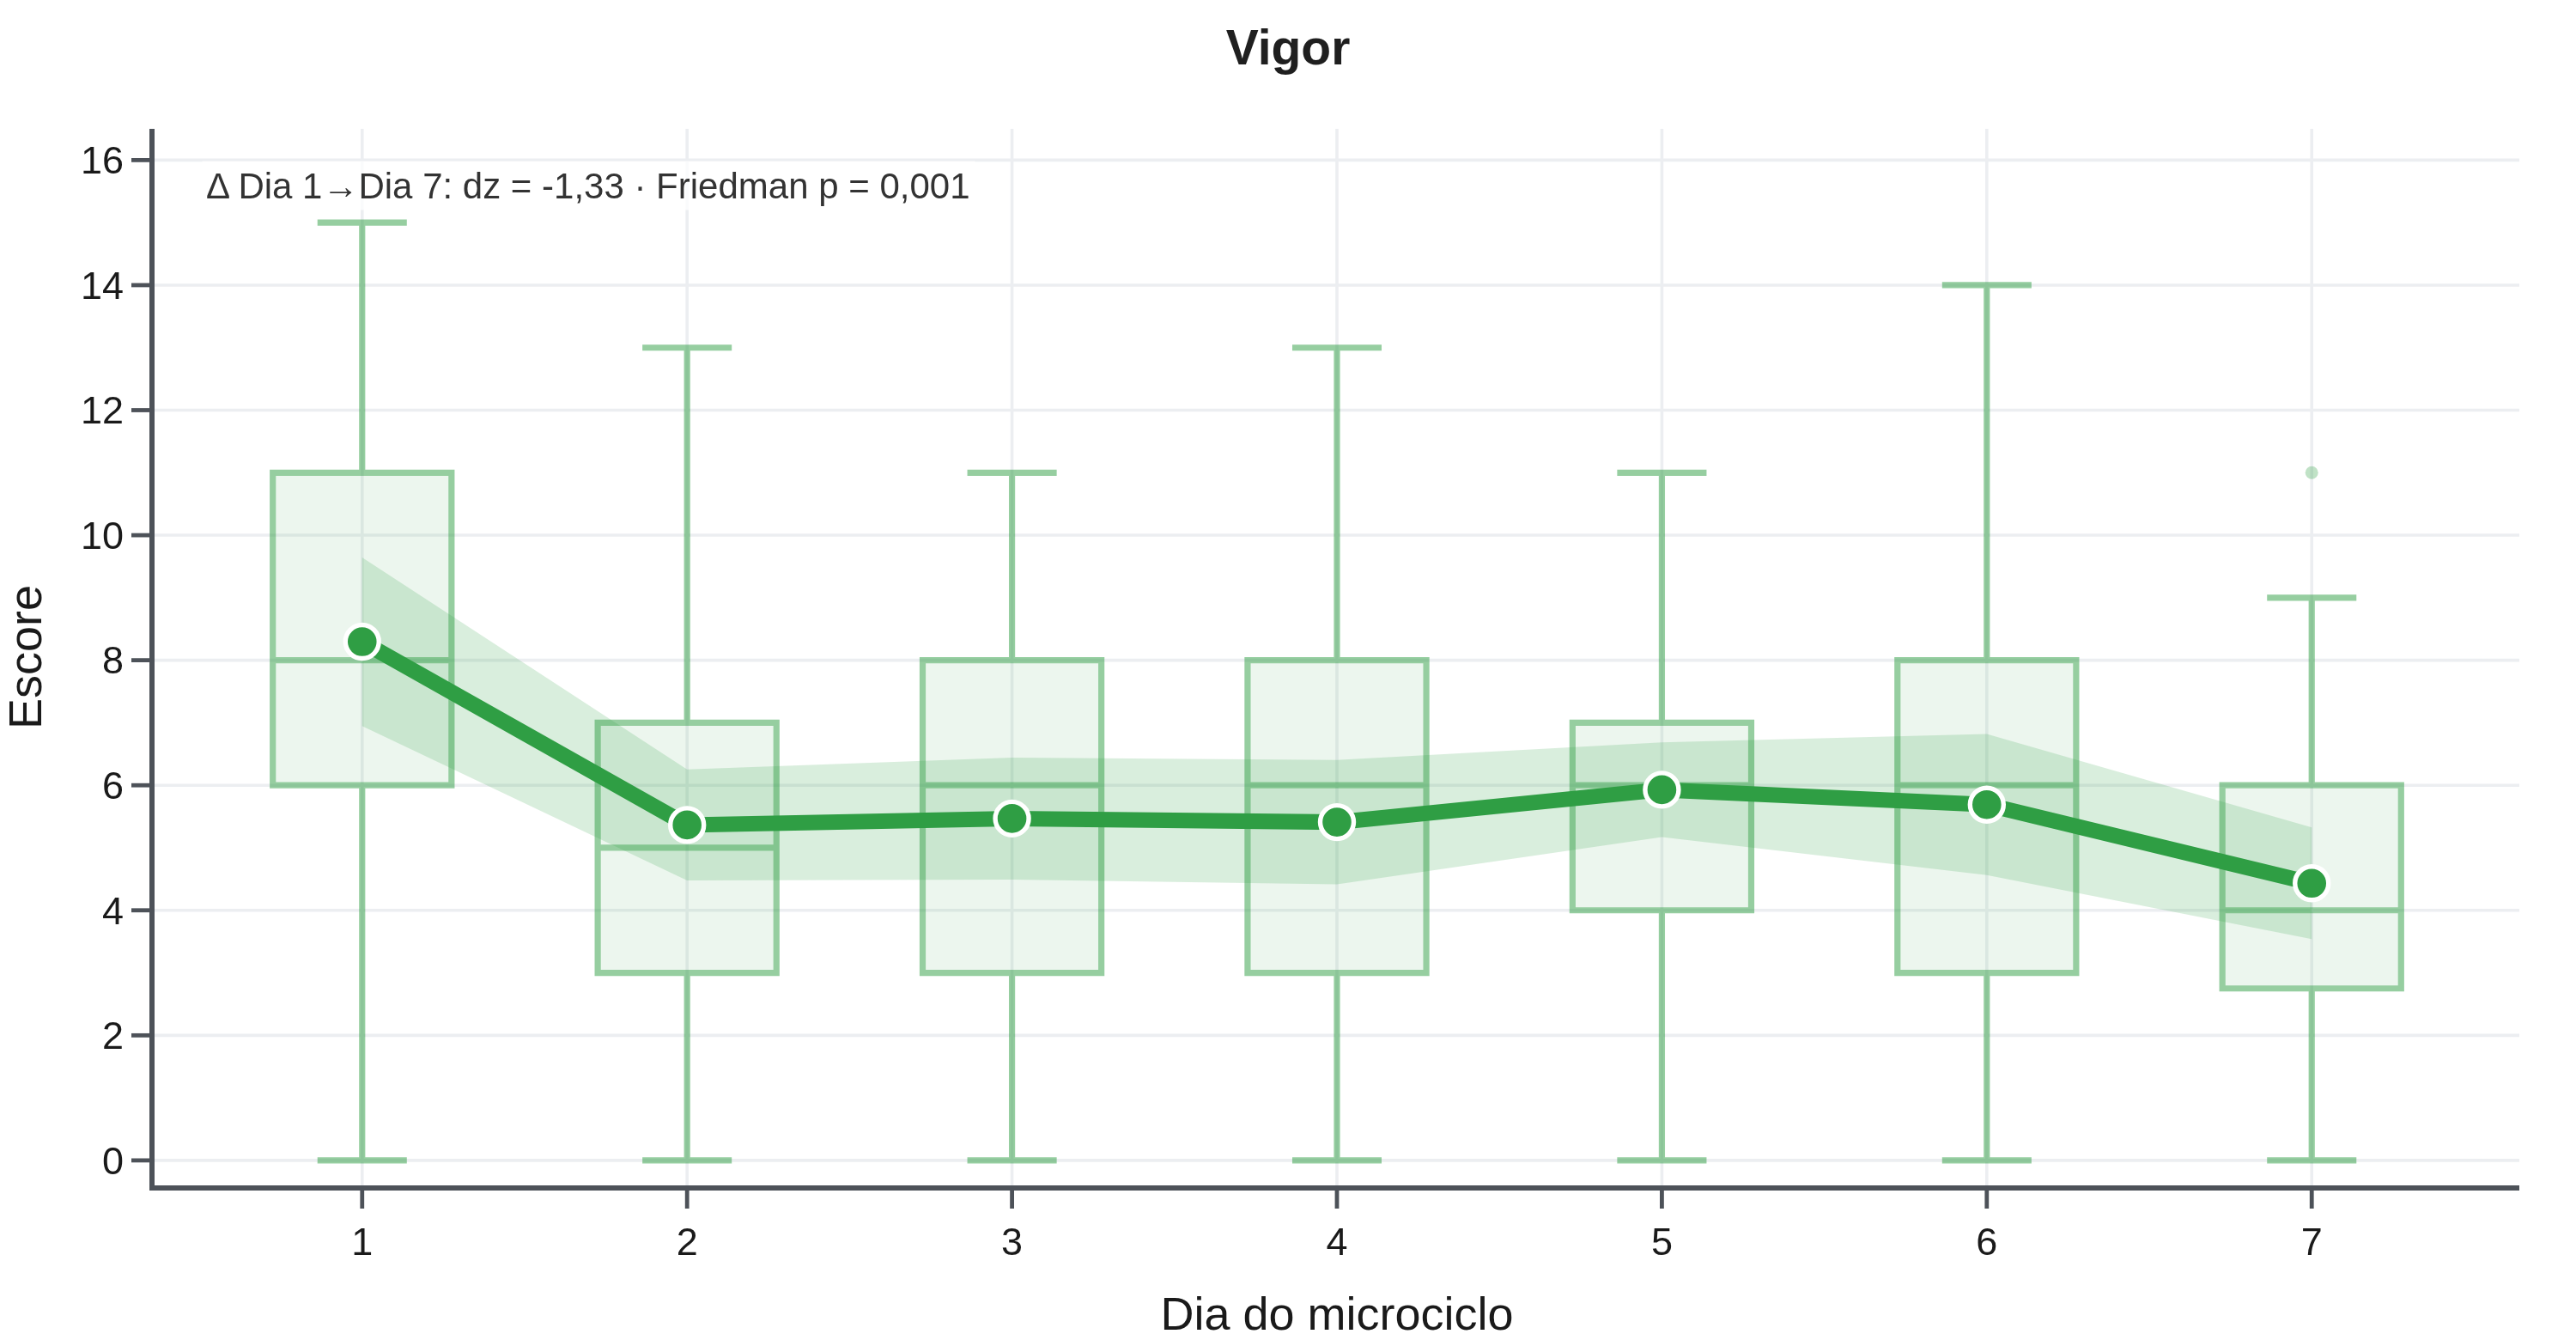 Vigor
Δ Dia 1→Dia 7: dz = -1,33 · Friedman p = 0,001
16
14
12
10
8
6
4
2
0
Escore
1 2 3 4 5 6 7
Dia do microciclo